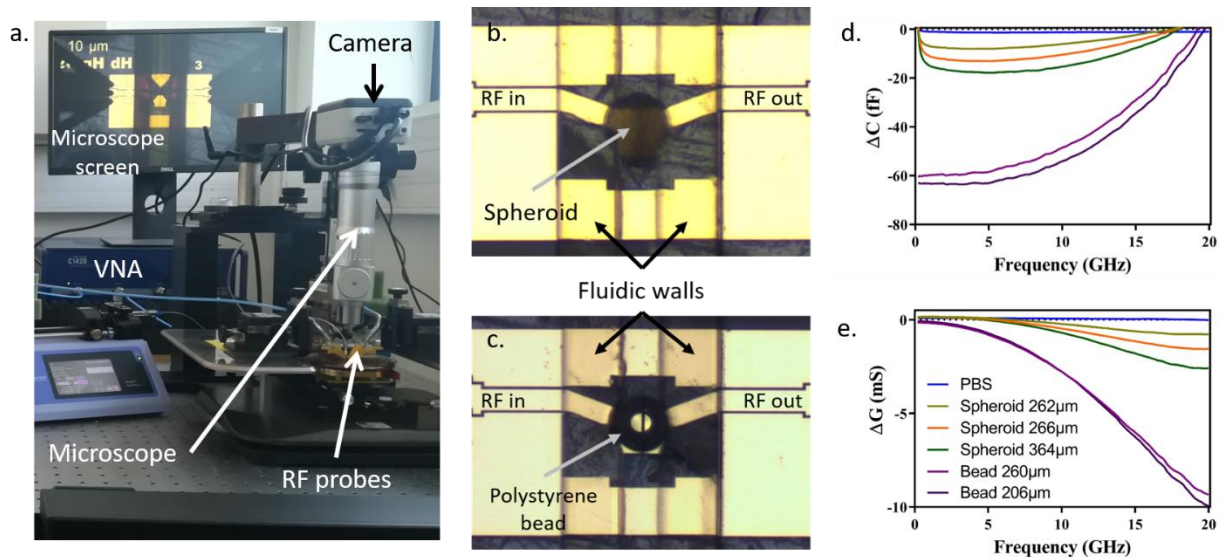 a.
10 µm
3
Microscope
screen
DELL
Camera
VNA
C1420
Microscope
RF probes
b.
RF in
RF out
Spheroid
Fluidic walls
c.
RF in
RF out
Polystyrene
bead
d.
ΔC (fF)
0
-20
-40
-60
-80
0
5
10
15
20
Frequency (GHz)
e.
ΔG (mS)
0
-5
-10
PBS
Spheroid 262µm
Spheroid 266µm
Spheroid 364µm
Bead 260µm
Bead 206µm
0
5
10
15
20
Frequency (GHz)